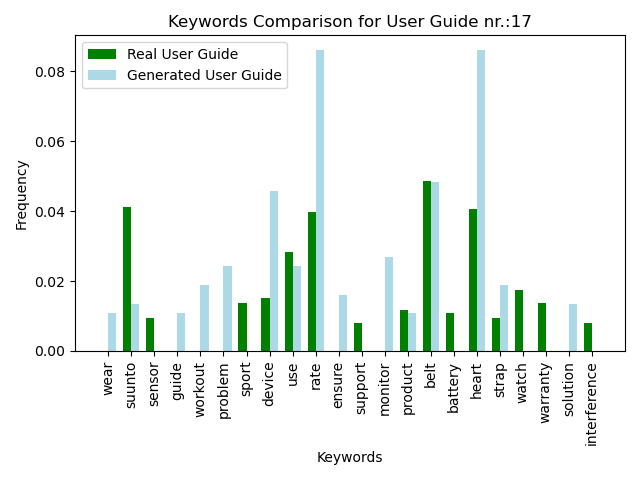 Keywords Comparison for User Guide nr.:17
Real User Guide
Generated User Guide
0.08
0.06
0.04
0.02
0.00
Frequency
wear
suunto
sensor
guide
workout
problem
sport
device
use
rate
ensure
support
monitor
product
belt
battery
heart
strap
watch
warranty
solution
interference
Keywords